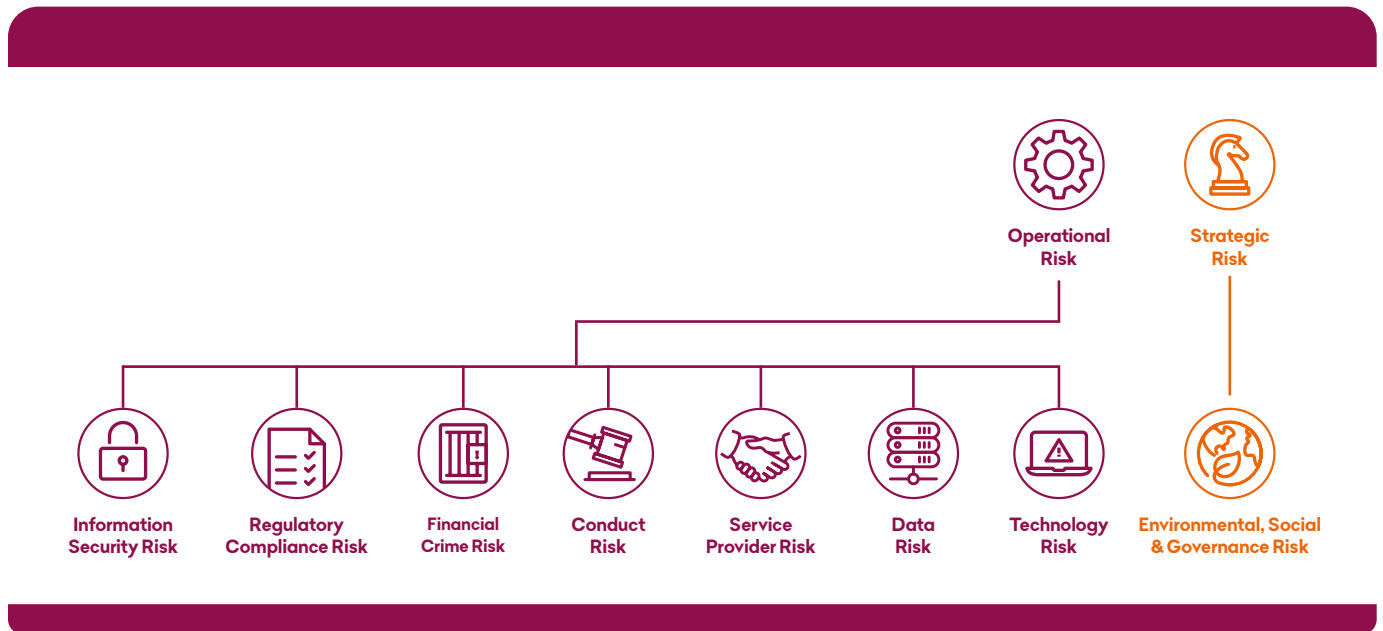 Operational
Risk
Strategic
Risk
Information
Security Risk
Regulatory
Compliance Risk
Financial
Crime Risk
Conduct
Risk
Service
Provider Risk
Data
Risk
Technology
Risk
Environmental, Social
& Governance Risk